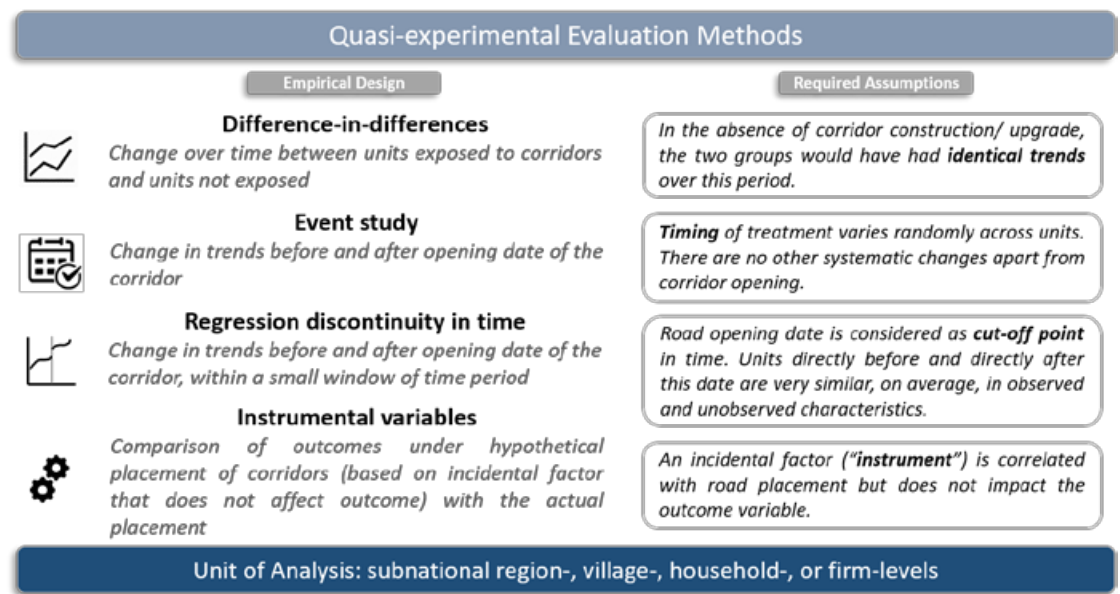 Quasi-experimental Evaluation Methods
Empirical Design
Required Assumptions
Difference-in-differences
Change over time between units exposed to corridors
and units not exposed
In the absence of corridor construction/ upgrade,
the two groups would have had identical trends
over this period.
Event study
Change in trends before and after opening date of the
corridor
Timing of treatment varies randomly across units.
There are no other systematic changes apart from
corridor opening.
Regression discontinuity in time
Change in trends before and after opening date of the
corridor, within a small window of time period
Road opening date is considered as cut-off point
in time. Units directly before and directly after
this date are very similar, on average, in observed
and unobserved characteristics.
Instrumental variables
Comparison of outcomes under hypothetical
placement of corridors (based on incidental factor
that does not affect outcome) with the actual
placement
An incidental factor (“instrument”) is correlated
with road placement but does not impact the
outcome variable.
Unit of Analysis: subnational region-, village-, household-, or firm-levels